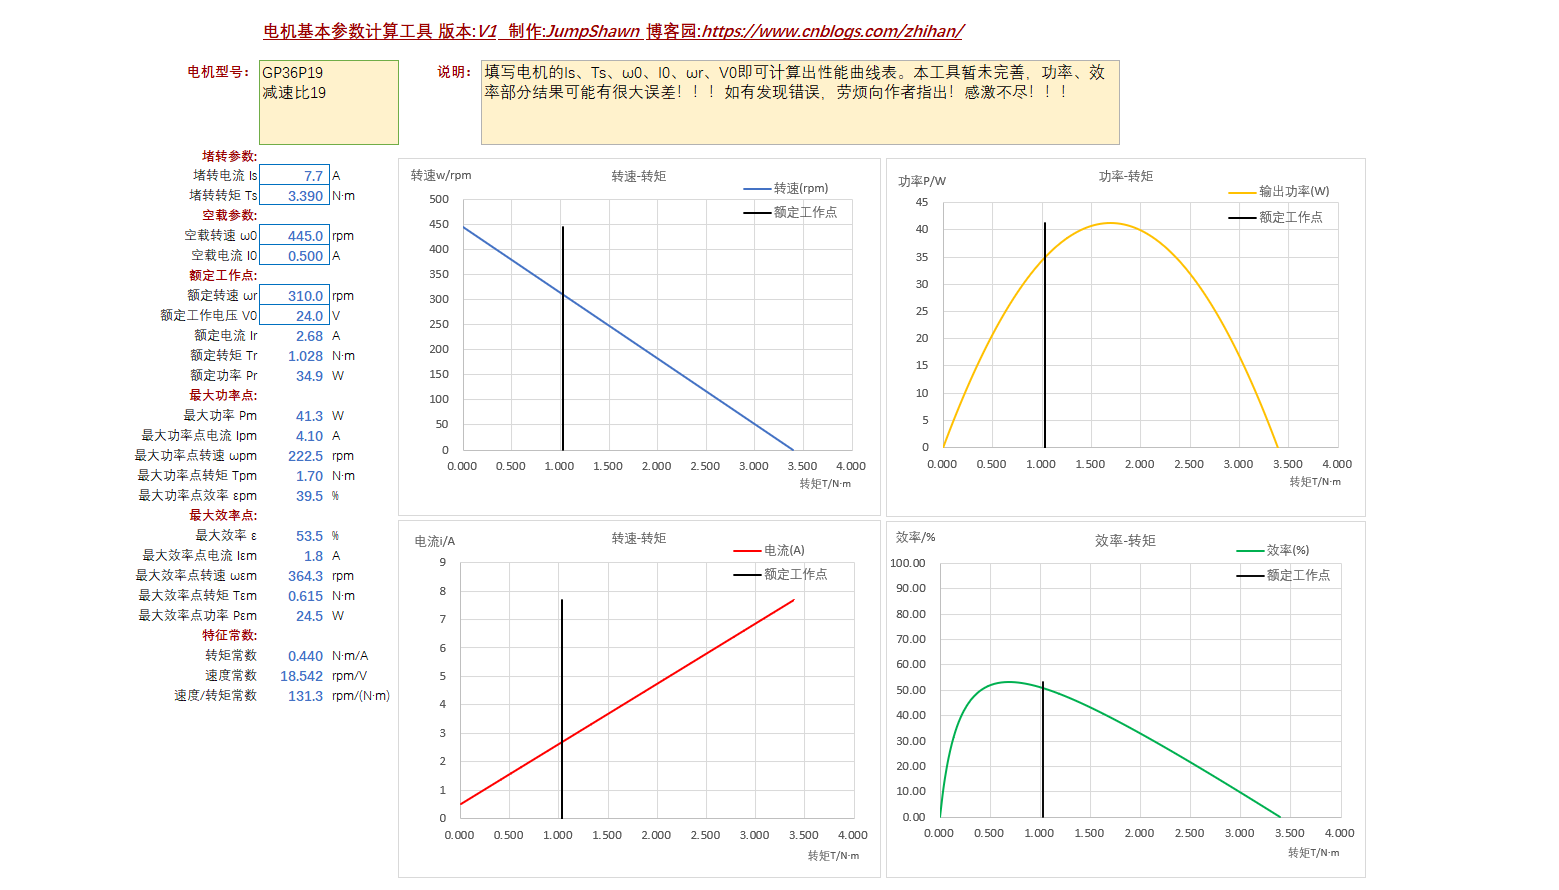 电机基本参数计算工具 版本:V1 制作:JumpShawn 博客园:https://www.cnblogs.com/zhihan/
电机型号：
GP36P19
减速比19
说明：
填写电机的Is、Ts、ω0、I0、ωr、V0即可计算出性能曲线表。本工具暂未完善，功率、效
率部分结果可能有很大误差！！！如有发现错误，劳烦向作者指出！感激不尽！！！
堵转参数:
堵转电流 Is 7.7 A
堵转转矩 Ts 3.390 N·m
空载参数:
空载转速 ω0 445.0 rpm
空载电流 I0 0.500 A
额定工作点:
额定转速 ωr 310.0 rpm
额定工作电压 V0 24.0 V
额定电流 Ir 2.68 A
额定转矩 Tr 1.028 N·m
额定功率 Pr 34.9 W
最大功率点:
最大功率 Pm 41.3 W
最大功率点电流 Ipm 4.10 A
最大功率点转速 ωpm 222.5 rpm
最大功率点转矩 Tpm 1.70 N·m
最大功率点效率 εpm 39.5 %
最大效率点:
最大效率 ε 53.5 %
最大效率点电流 Iεm 1.8 A
最大效率点转速 ωεm 364.3 rpm
最大效率点转矩 Tεm 0.615 N·m
最大效率点功率 Pεm 24.5 W
特征常数:
转矩常数 0.440 N·m/A
速度常数 18.542 rpm/V
速度/转矩常数 131.3 rpm/(N·m)
转速w/rpm
转速-转矩
转速(rpm)
额定工作点
500
450
400
350
300
250
200
150
100
50
0
0.000 0.500 1.000 1.500 2.000 2.500 3.000 3.500 4.000
转矩T/N·m
功率P/W
功率-转矩
输出功率(W)
额定工作点
45
40
35
30
25
20
15
10
5
0
0.000 0.500 1.000 1.500 2.000 2.500 3.000 3.500 4.000
转矩T/N·m
电流i/A
转速-转矩
电流(A)
额定工作点
9
8
7
6
5
4
3
2
1
0
0.000 0.500 1.000 1.500 2.000 2.500 3.000 3.500 4.000
转矩T/N·m
效率/%
效率-转矩
效率(%)
额定工作点
100.00
90.00
80.00
70.00
60.00
50.00
40.00
30.00
20.00
10.00
0.00
0.000 0.500 1.000 1.500 2.000 2.500 3.000 3.500 4.000
转矩T/N·m